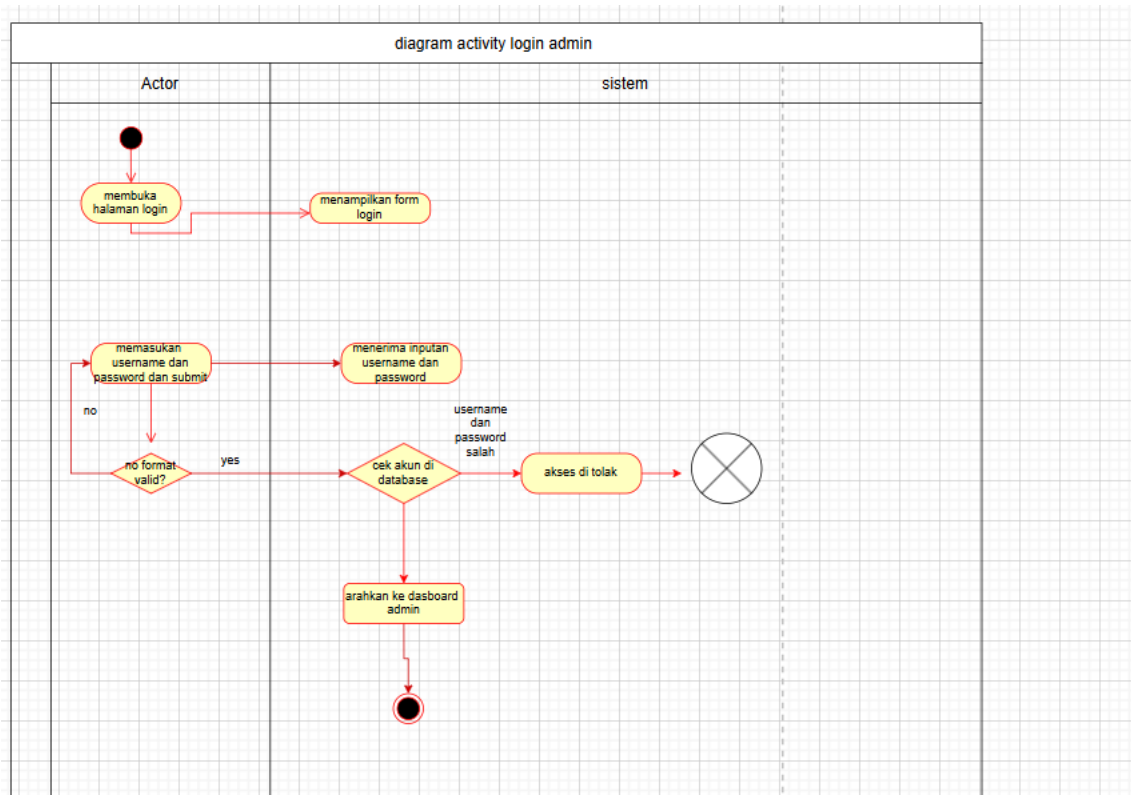 diagram activity login admin
Actor
sistem
membuka
halaman login
menampilkan form
login
memasukan
username dan
password dan submit
menerima inputan
username dan
password
no
username
dan
password
salah
no format
valid?
yes
cek akun di
database
akses di tolak
arahkan ke dasboard
admin